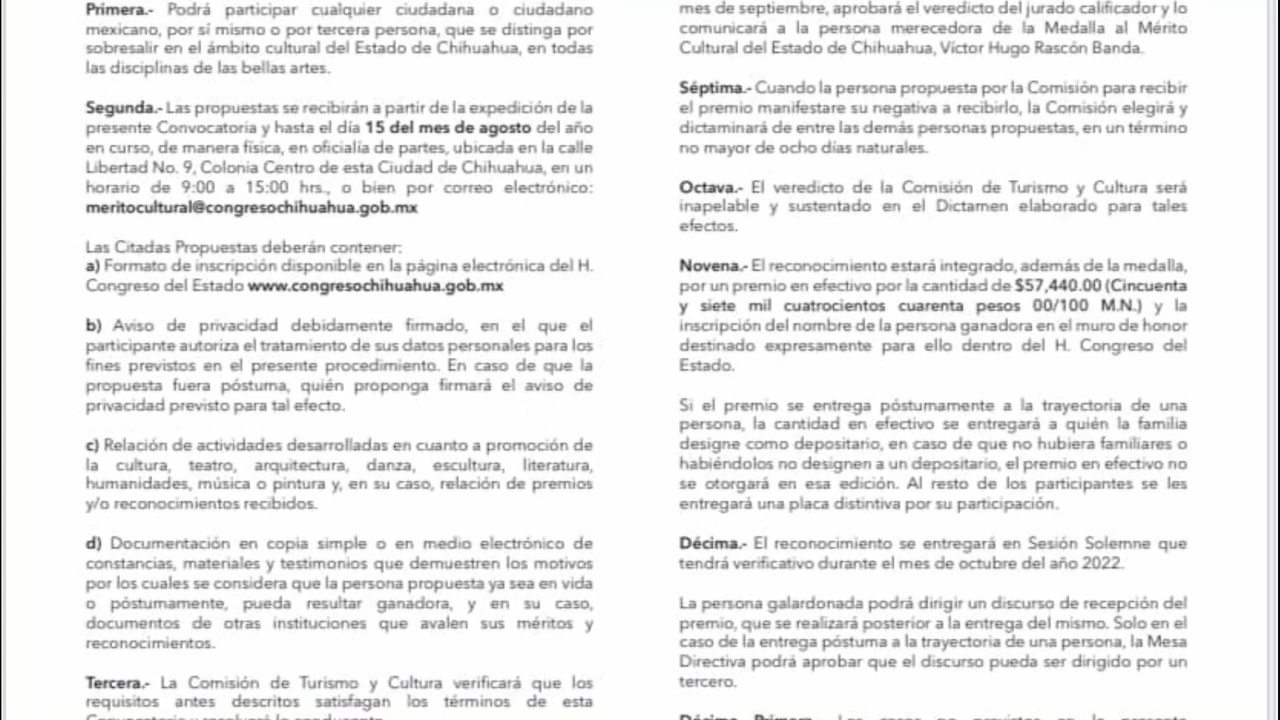 Primera.- Podrá participar cualquier ciudadana o ciudadano
mexicano, por sí mismo o por tercera persona, que se distinga por
sobresalir en el ámbito cultural del Estado de Chihuahua, en todas
las disciplinas de las bellas artes.
Segunda.- Las propuestas se recibirán a partir de la expedición de la
presente Convocatoria y hasta el día 15 del mes de agosto del año
en curso, de manera física, en oficialía de partes, ubicada en la calle
Libertad No. 9, Colonia Centro de esta Ciudad de Chihuahua, en un
horario de 9:00 a 15:00 hrs., o bien por correo electrónico:
meritocultural@congresochihuahua.gob.mx
Las Citadas Propuestas deberán contener:
a) Formato de inscripción disponible en la página electrónica del H.
Congreso del Estado www.congresochihuahua.gob.mx
b) Aviso de privacidad debidamente firmado, en el que el
participante autoriza el tratamiento de sus datos personales para los
fines previstos en el presente procedimiento. En caso de que la
propuesta fuera póstuma, quién proponga firmará el aviso de
privacidad previsto para tal efecto.
c) Relación de actividades desarrolladas en cuanto a promoción de
la cultura, teatro, arquitectura, danza, escultura, literatura,
humanidades, música o pintura y, en su caso, relación de premios
y/o reconocimientos recibidos.
d) Documentación en copia simple o en medio electrónico de
constancias, materiales y testimonios que demuestren los motivos
por los cuales se considera que la persona propuesta ya sea en vida
o póstumamente, pueda resultar ganadora, y en su caso,
documentos de otras instituciones que avalen sus méritos y
reconocimientos.
Tercera.- La Comisión de Turismo y Cultura verificará que los
requisitos antes descritos satisfagan los términos de esta
Convocatoria y resolverá lo conducente.
mes de septiembre, aprobará el veredicto del jurado calificador y lo
comunicará a la persona merecedora de la Medalla al Mérito
Cultural del Estado de Chihuahua, Víctor Hugo Rascón Banda.
Séptima.- Cuando la persona propuesta por la Comisión para recibir
el premio manifestare su negativa a recibirlo, la Comisión elegirá y
dictaminará de entre las demás personas propuestas, en un término
no mayor de ocho días naturales.
Octava.- El veredicto de la Comisión de Turismo y Cultura será
inapelable y sustentado en el Dictamen elaborado para tales
efectos.
Novena.- El reconocimiento estará integrado, además de la medalla,
por un premio en efectivo por la cantidad de $57,440.00 (Cincuenta
y siete mil cuatrocientos cuarenta pesos 00/100 M.N.) y la
inscripción del nombre de la persona ganadora en el muro de honor
destinado expresamente para ello dentro del H. Congreso del
Estado.
Si el premio se entrega póstumamente a la trayectoria de una
persona, la cantidad en efectivo se entregará a quién la familia
designe como depositario, en caso de que no hubiera familiares o
habiéndolos no designen a un depositario, el premio en efectivo no
se otorgará en esa edición. Al resto de los participantes se les
entregará una placa distintiva por su participación.
Décima.- El reconocimiento se entregará en Sesión Solemne que
tendrá verificativo durante el mes de octubre del año 2022.
La persona galardonada podrá dirigir un discurso de recepción del
premio, que se realizará posterior a la entrega del mismo. Solo en el
caso de la entrega póstuma a la trayectoria de una persona, la Mesa
Directiva podrá aprobar que el discurso pueda ser dirigido por un
tercero.
Décimo Primera.- Los casos no previstos en la presente